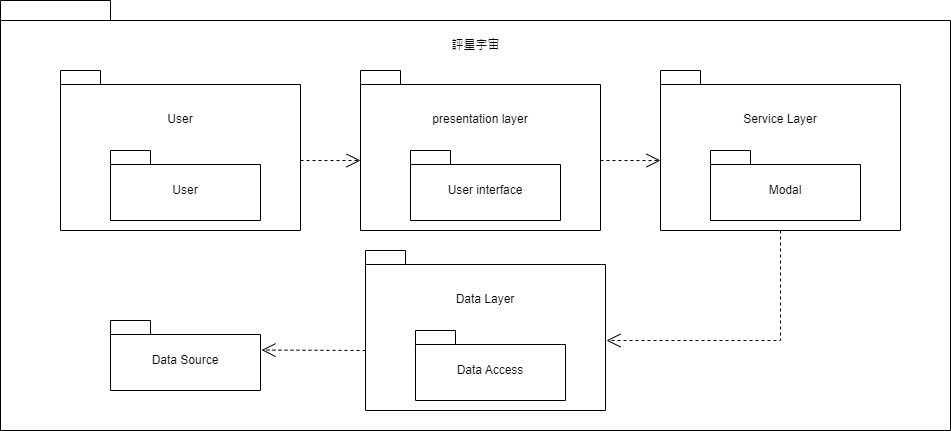 評星宇宙
User
User
presentation layer
User interface
Service Layer
Modal
Data Layer
Data Access
Data Source